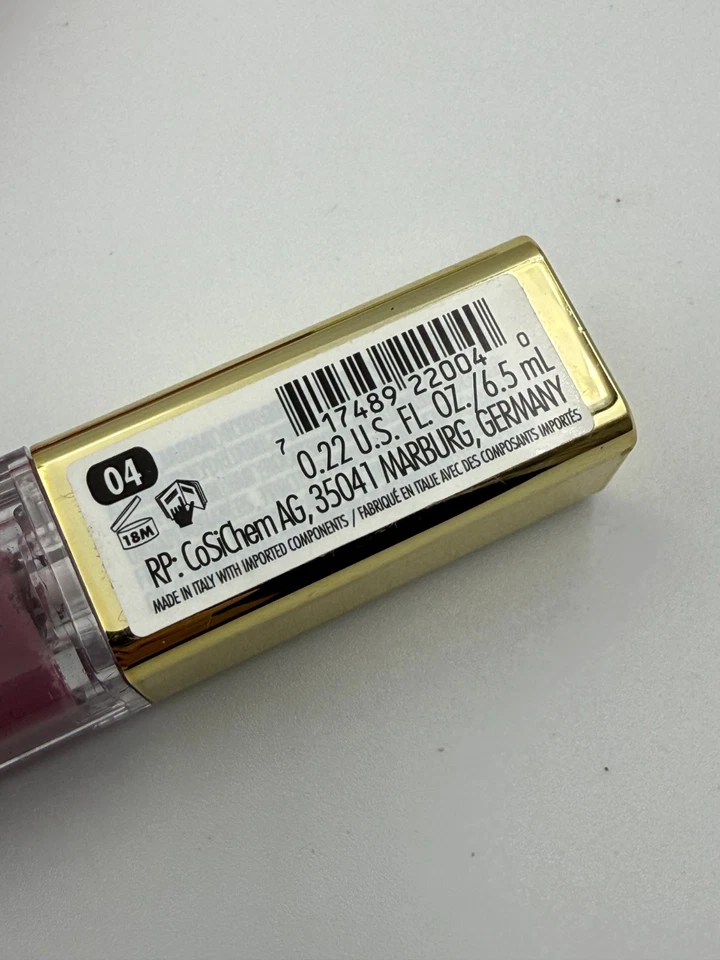 7 17489 22004 0
0.22 U.S. FL. OZ./6.5 mL
04
18M
RP: CoSiChem AG, 35041 MARBURG, GERMANY
MADE IN ITALY WITH IMPORTED COMPONENTS / FABRIQUÉ EN ITALIE AVEC DES COMPOSANTS IMPORTÉS